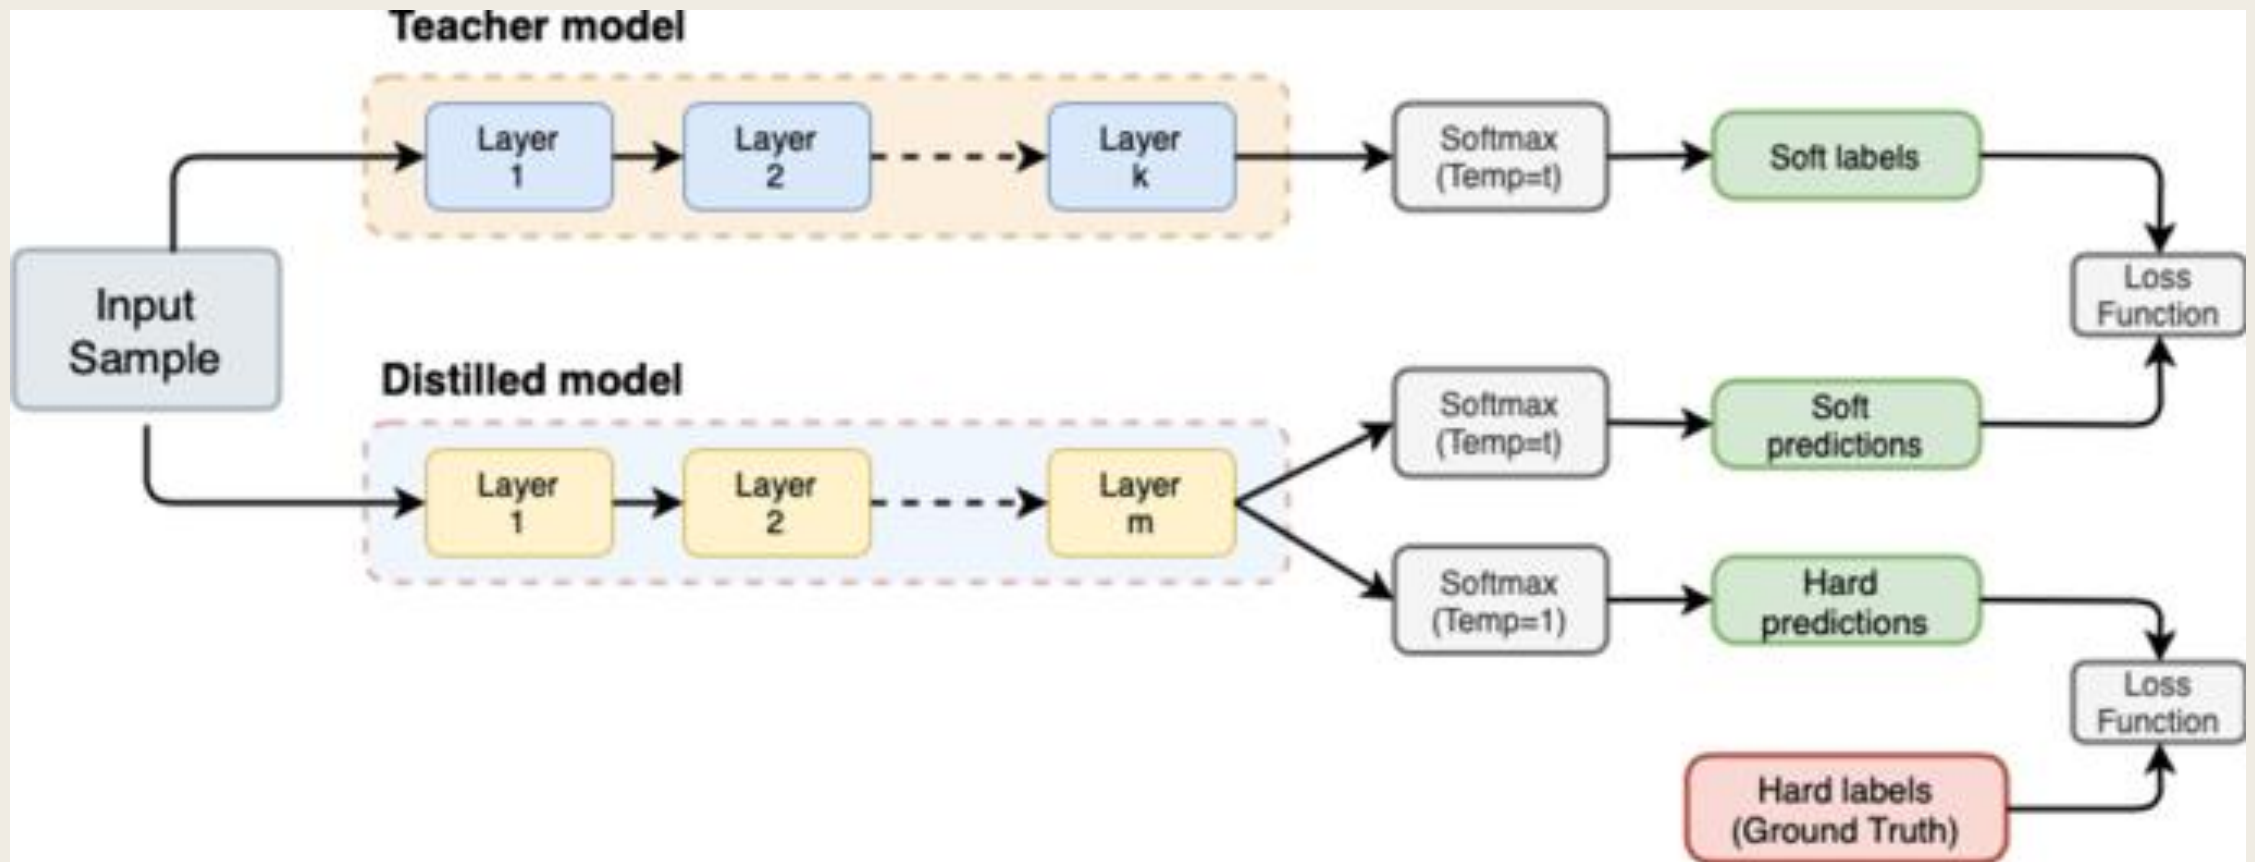 Teacher model
Layer
1
Layer
2
Layer
k
Softmax
(Temp=t)
Soft labels
Input
Sample
Loss
Function
Distilled model
Layer
1
Layer
2
Layer
m
Softmax
(Temp=t)
Soft
predictions
Softmax
(Temp=1)
Hard
predictions
Loss
Function
Hard labels
(Ground Truth)